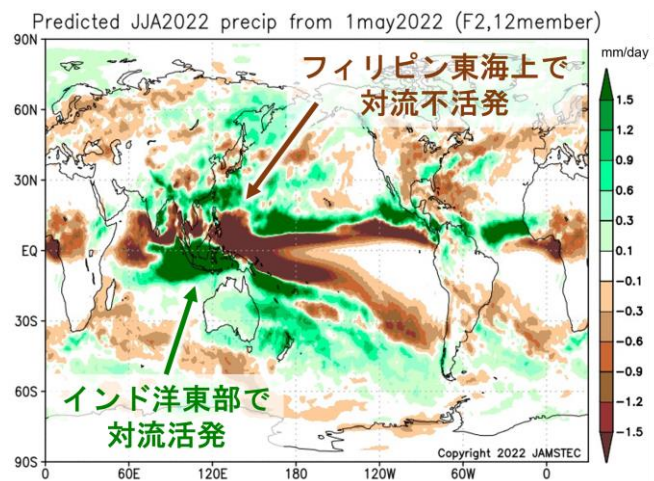 Predicted JJA2022 precip from 1may2022 (F2,12member)
90N
mm/day
フィリピン東海上で
対流不活発
60N
30N
EQ
30S
60S
90S
1.5
1.2
0.9
0.6
0.3
0.1
−0.1
−0.3
−0.6
−0.9
−1.2
−1.5
インド洋東部で
対流活発
Copyright 2022 JAMSTEC
0 60E 120E 180 120W 60W 0